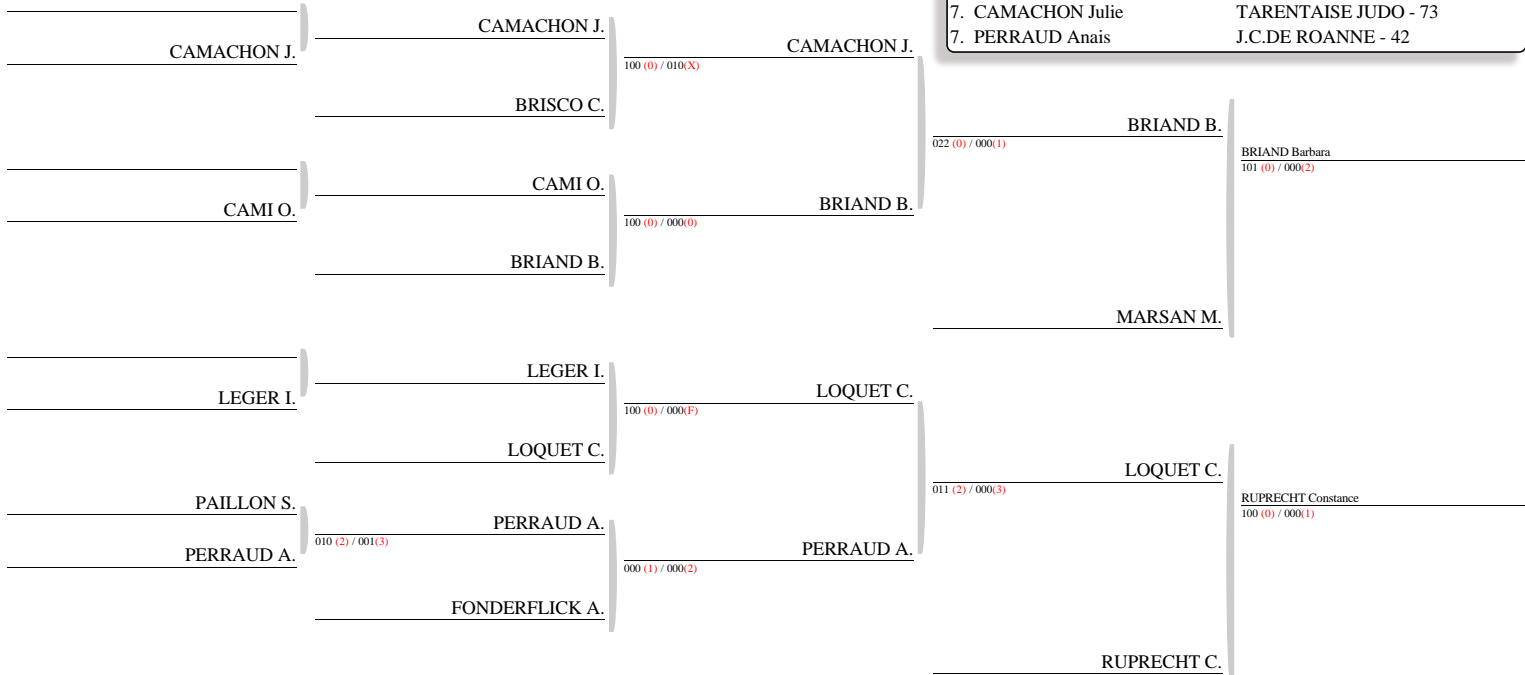 7. CAMACHON Julie TARENTAISE JUDO - 73
7. PERRAUD Anais J.C.DE ROANNE - 42
CAMACHON J.
CAMI O.
LEGER I.
PAILLON S.
PERRAUD A.
CAMACHON J.
BRISCO C.
CAMI O.
BRIAND B.
LEGER I.
LOQUET C.
PERRAUD A.
010 (2) / 001(3)
FONDERFLICK A.
CAMACHON J.
100 (0) / 010(X)
BRIAND B.
100 (0) / 000(0)
LOQUET C.
100 (0) / 000(F)
PERRAUD A.
000 (1) / 000(2)
BRIAND B.
022 (0) / 000(1)
MARSAN M.
LOQUET C.
011 (2) / 000(3)
RUPRECHT C.
BRIAND Barbara
101 (0) / 000(2)
RUPRECHT Constance
100 (0) / 000(1)